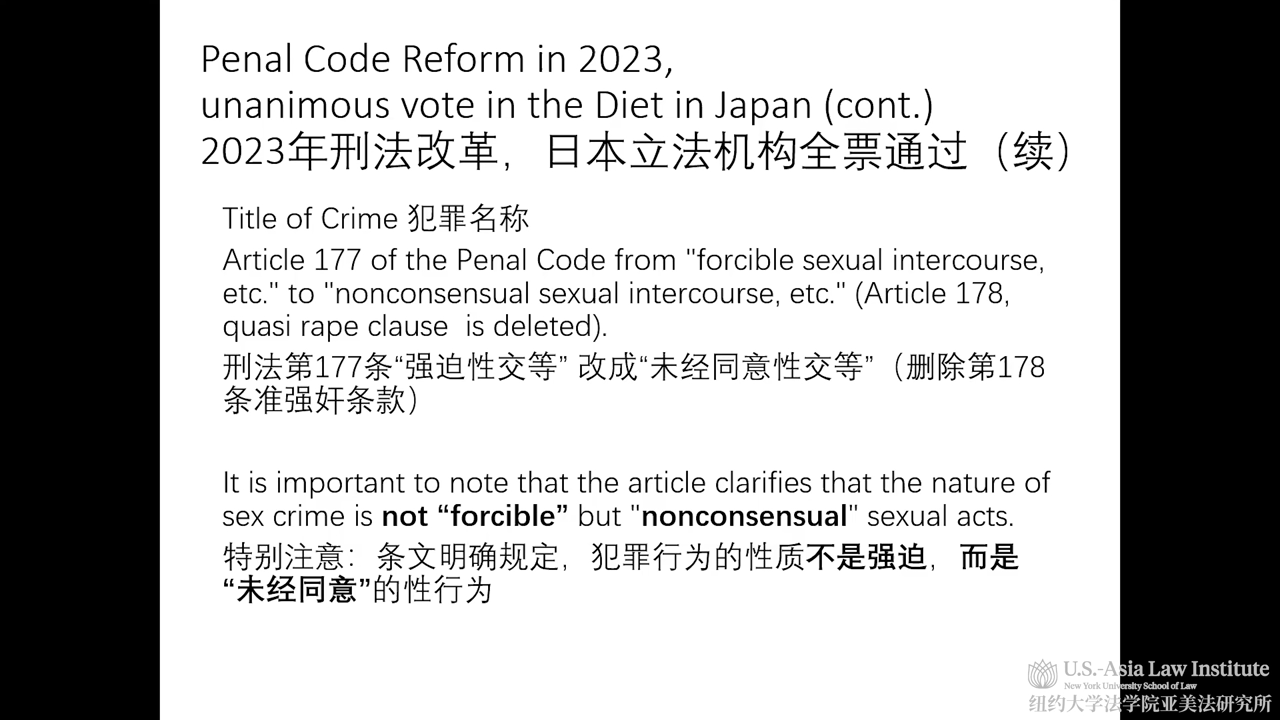 Penal Code Reform in 2023,
unanimous vote in the Diet in Japan (cont.)
2023年刑法改革，日本立法机构全票通过（续）
Title of Crime 犯罪名称
Article 177 of the Penal Code from "forcible sexual intercourse,
etc." to "nonconsensual sexual intercourse, etc." (Article 178,
quasi rape clause  is deleted).
刑法第177条“强迫性交等” 改成“未经同意性交等”（删除第178
条准强奸条款）
It is important to note that the article clarifies that the nature of
sex crime is not “forcible” but "nonconsensual" sexual acts.
特别注意：条文明确规定，犯罪行为的性质不是强迫，而是
“未经同意”的性行为
U.S.-Asia Law Institute
New York University School of Law
纽约大学法学院亚美法研究所